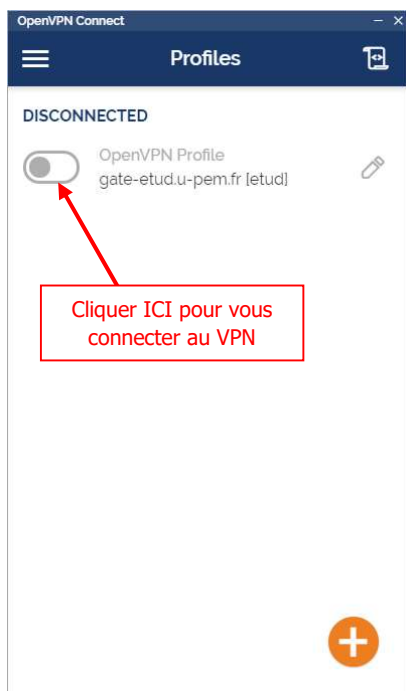 OpenVPN Connect
Profiles
DISCONNECTED
OpenVPN Profile
gate-etud.u-pem.fr [etud]
Cliquer ICI pour vous
connecter au VPN